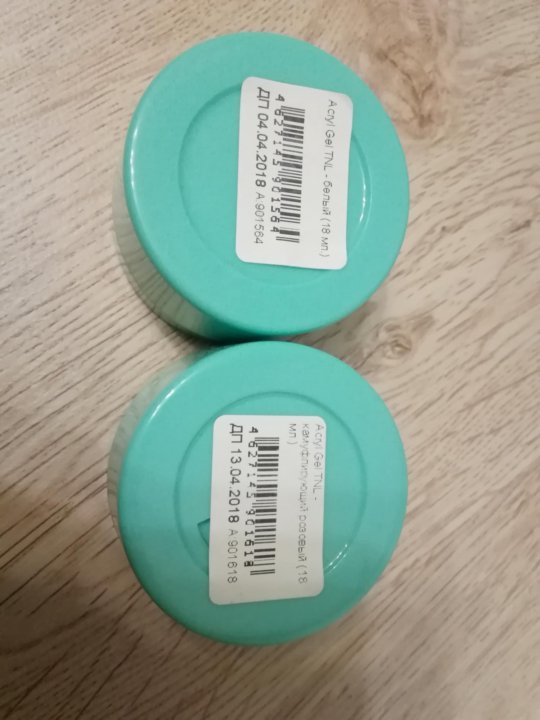 Acryl Gel TNL - белый (18 мл.)
4 627145 901564
ДП 04.04.2018 А.901564
Acryl Gel TNL -
камуфлирующий розовый (18
мл.)
4 627145 901618
ДП 13.04.2018 А.901618